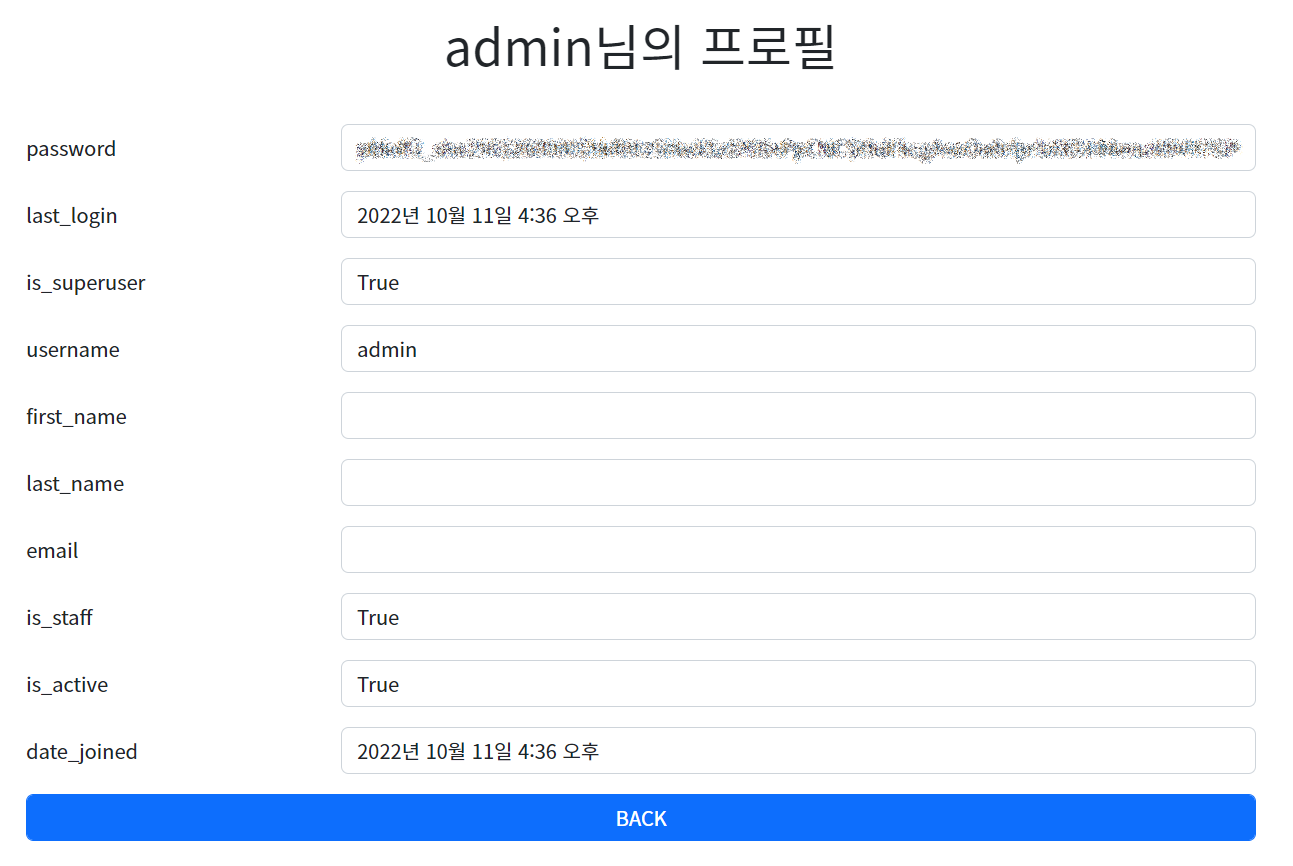 admin님의 프로필
password
last_login 2022년 10월 11일 4:36 오후
is_superuser True
username admin
first_name
last_name
email
is_staff True
is_active True
date_joined 2022년 10월 11일 4:36 오후
BACK